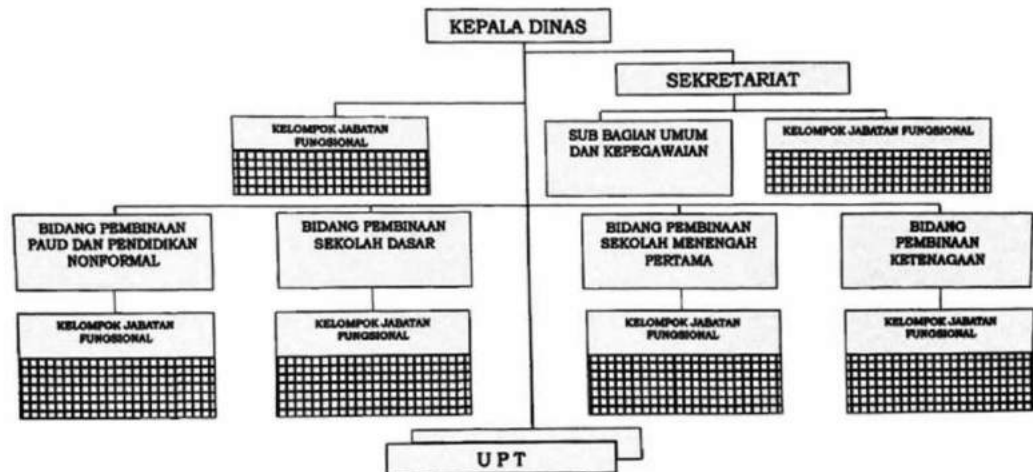 KEPALA DINAS
SEKRETARIAT
KELOMPOK JABATAN
FUNGSIONAL
SUB BAGIAN UMUM
DAN KEPEGAWAIAN
KELOMPOK JABATAN FUNGSIONAL
BIDANG PEMBINAAN
PAUD DAN PENDIDIKAN
NONFORMAL
BIDANG PEMBINAAN
SEKOLAH DASAR
BIDANG PEMBINAAN
SEKOLAH MENENGAH
PERTAMA
BIDANG
PEMBINAAN
KETENAGAAN
KELOMPOK JABATAN
FUNGSIONAL
KELOMPOK JABATAN
FUNGSIONAL
KELOMPOK JABATAN
FUNGSIONAL
KELOMPOK JABATAN
FUNGSIONAL
U P T